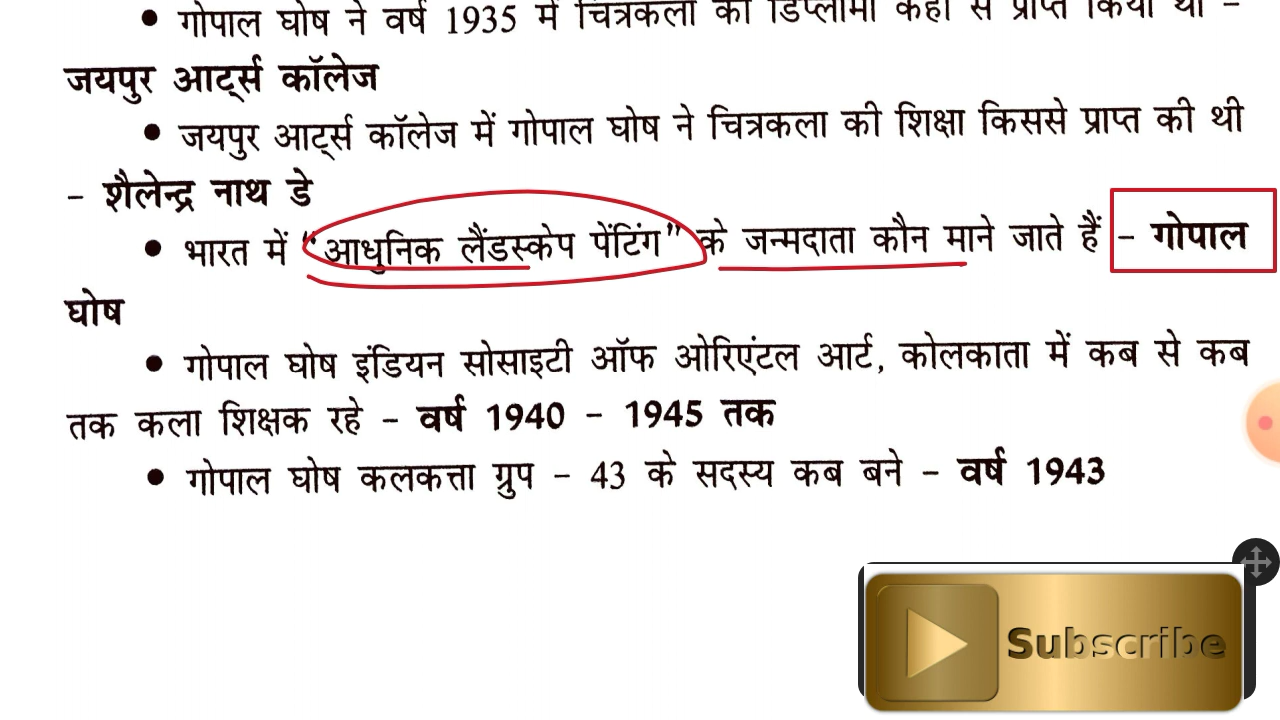 • गोपाल घोष ने वर्ष 1935 में चित्रकला का डिप्लोमा कहाँ से प्राप्त किया था –
जयपुर आर्ट्स कॉलेज
• जयपुर आर्ट्स कॉलेज में गोपाल घोष ने चित्रकला की शिक्षा किससे प्राप्त की थी
– शैलेन्द्र नाथ डे
• भारत में "आधुनिक लैंडस्केप पेंटिंग" के जन्मदाता कौन माने जाते हैं – गोपाल
घोष
• गोपाल घोष इंडियन सोसाइटी ऑफ ओरिएंटल आर्ट, कोलकाता में कब से कब
तक कला शिक्षक रहे – वर्ष 1940 – 1945 तक
• गोपाल घोष कलकत्ता ग्रुप – 43 के सदस्य कब बने – वर्ष 1943
Subscribe